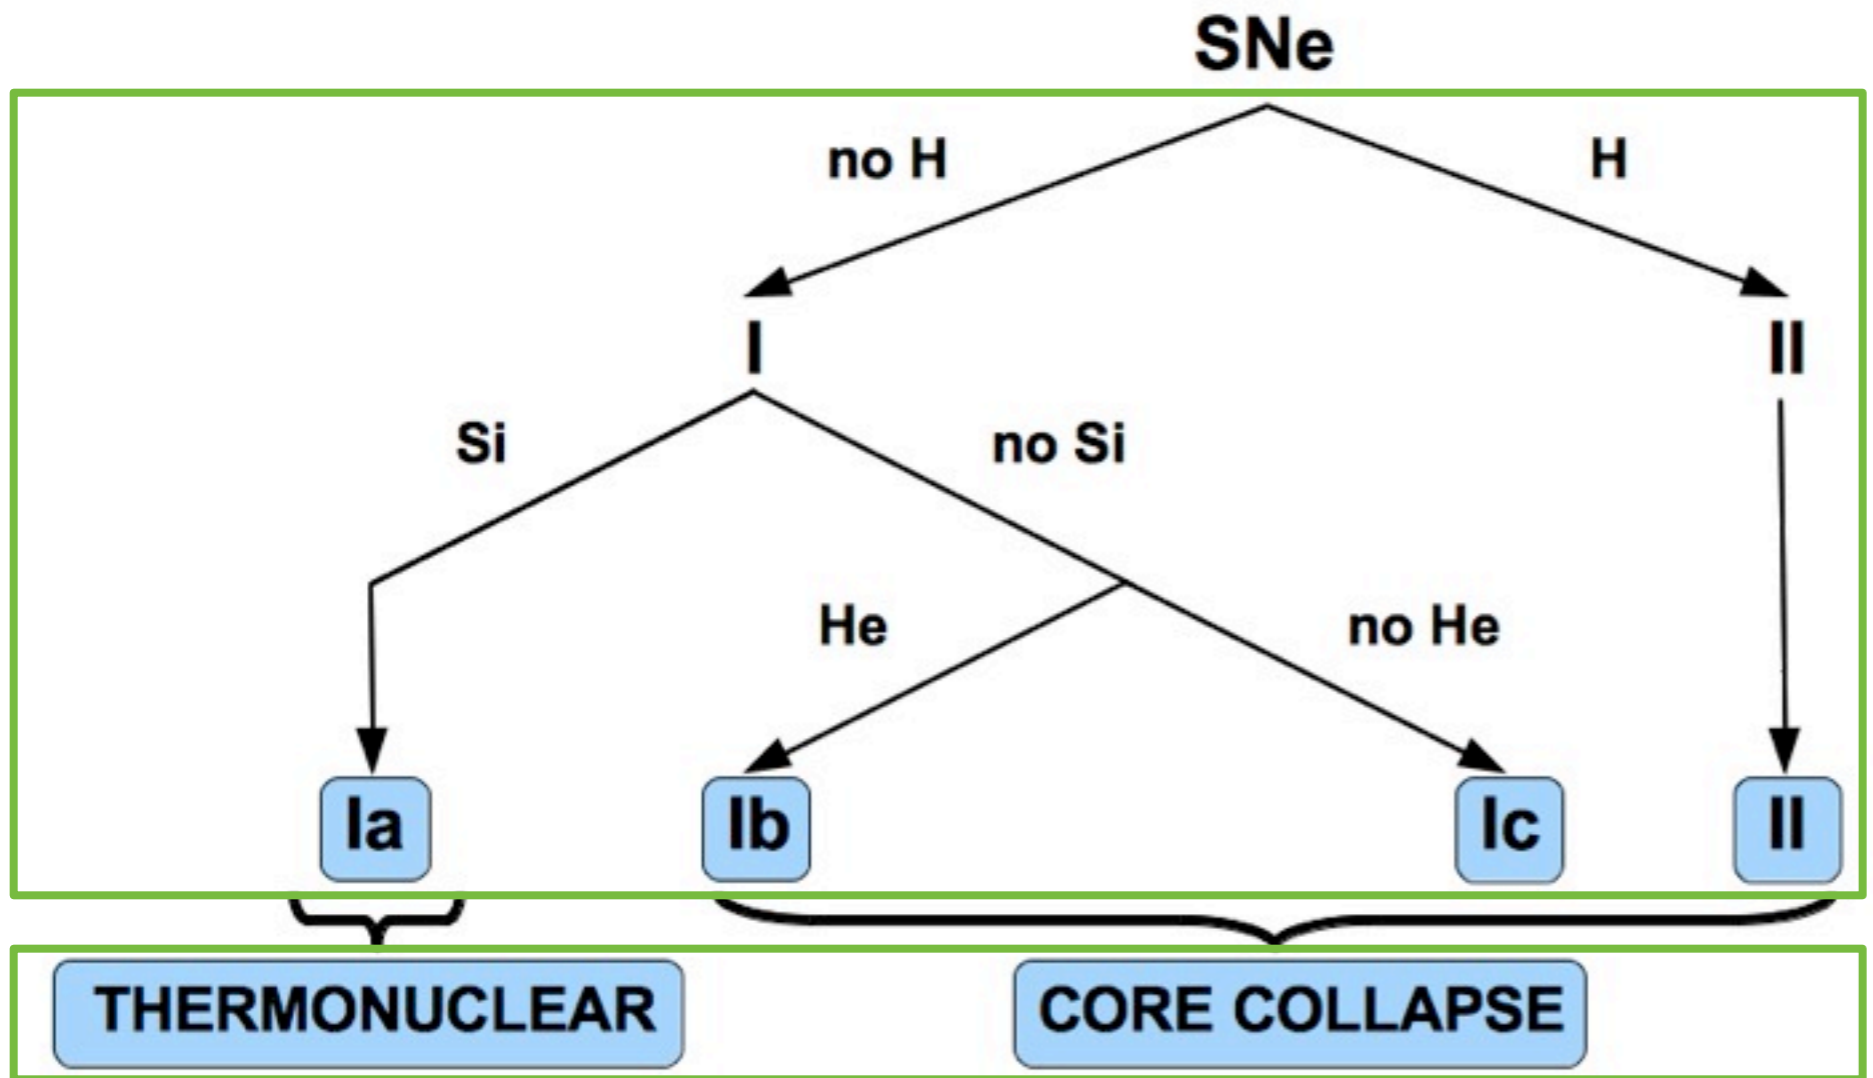 SNe
no H
H
I
II
Si
no Si
He
no He
Ia
Ib
Ic
II
THERMONUCLEAR
CORE COLLAPSE